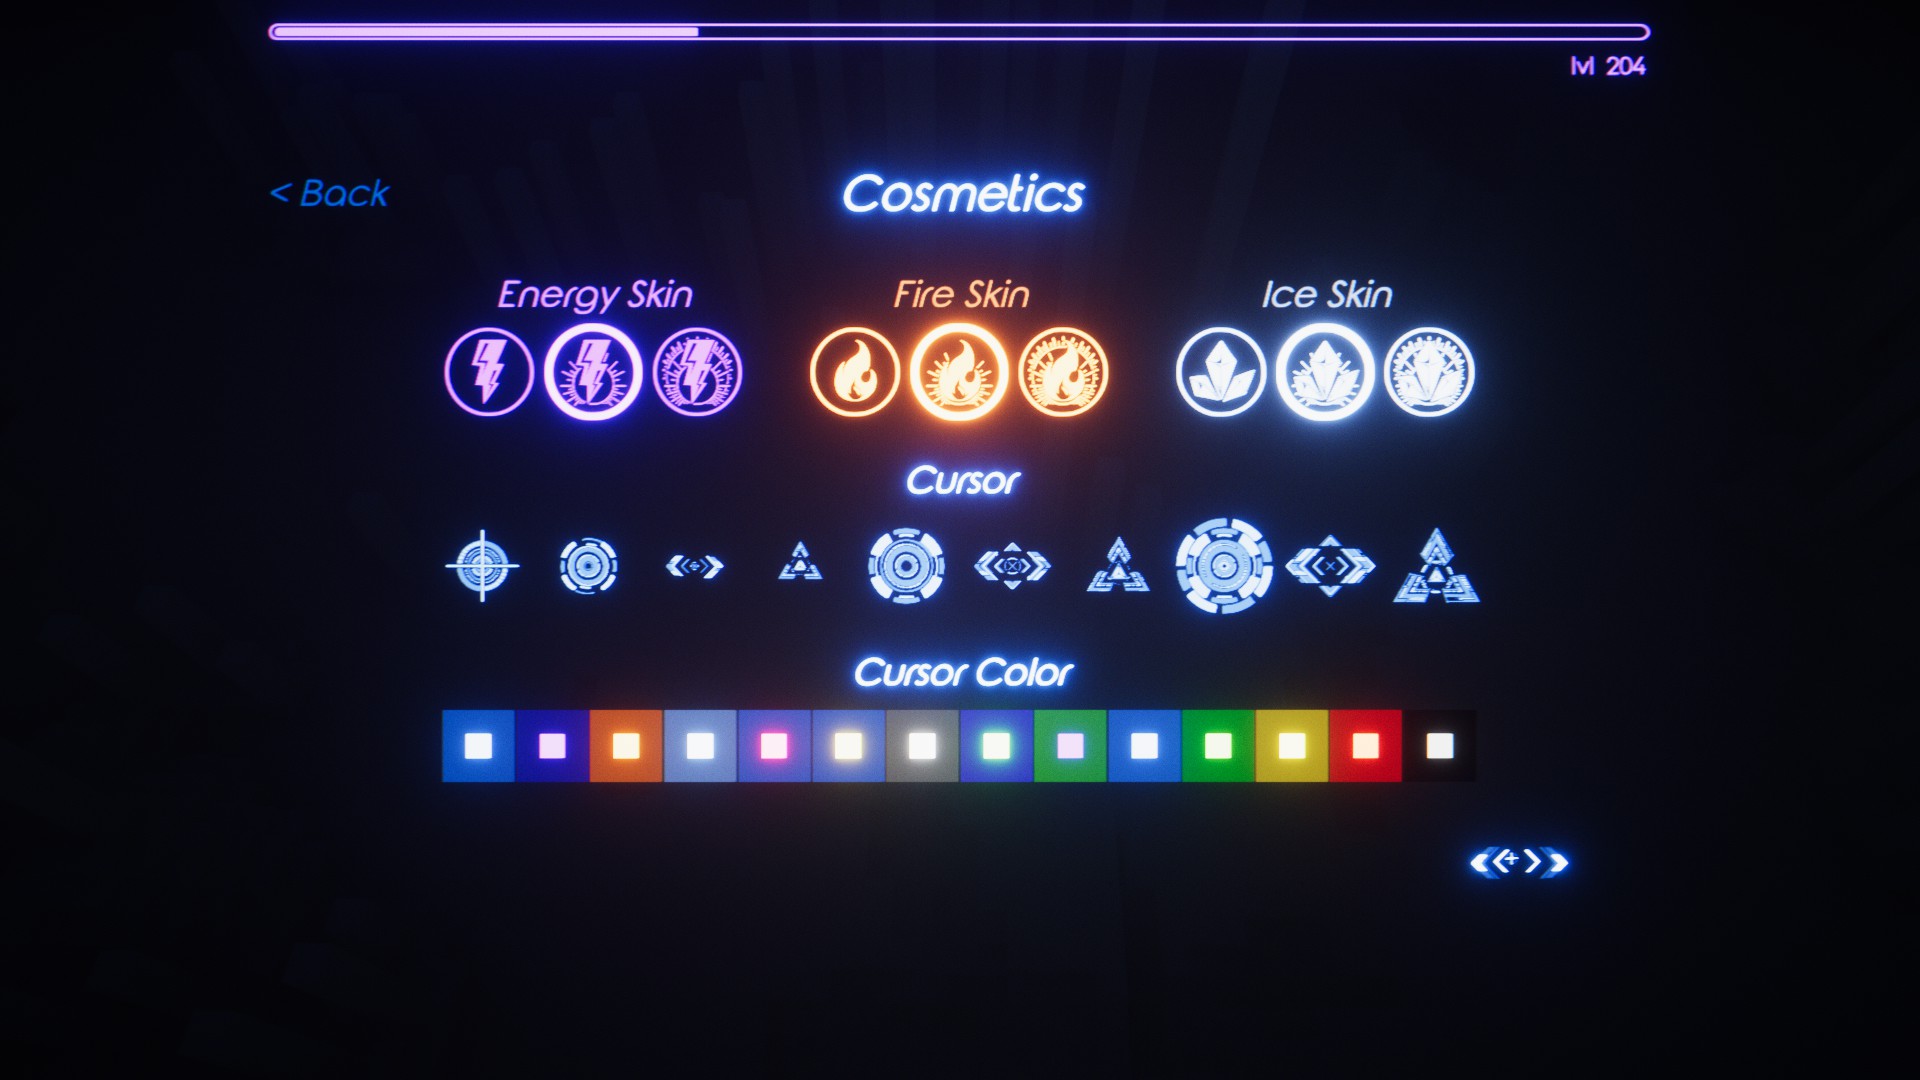 lvl 204
< Back
Cosmetics
Energy Skin
Fire Skin
Ice Skin
Cursor
Cursor Color